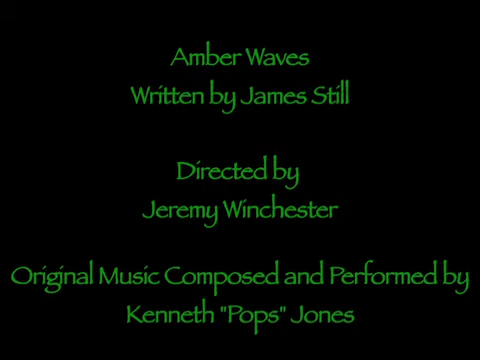 Amber Waves
Written by James Still
Directed by
Jeremy Winchester
Original Music Composed and Performed by
Kenneth "Pops" Jones